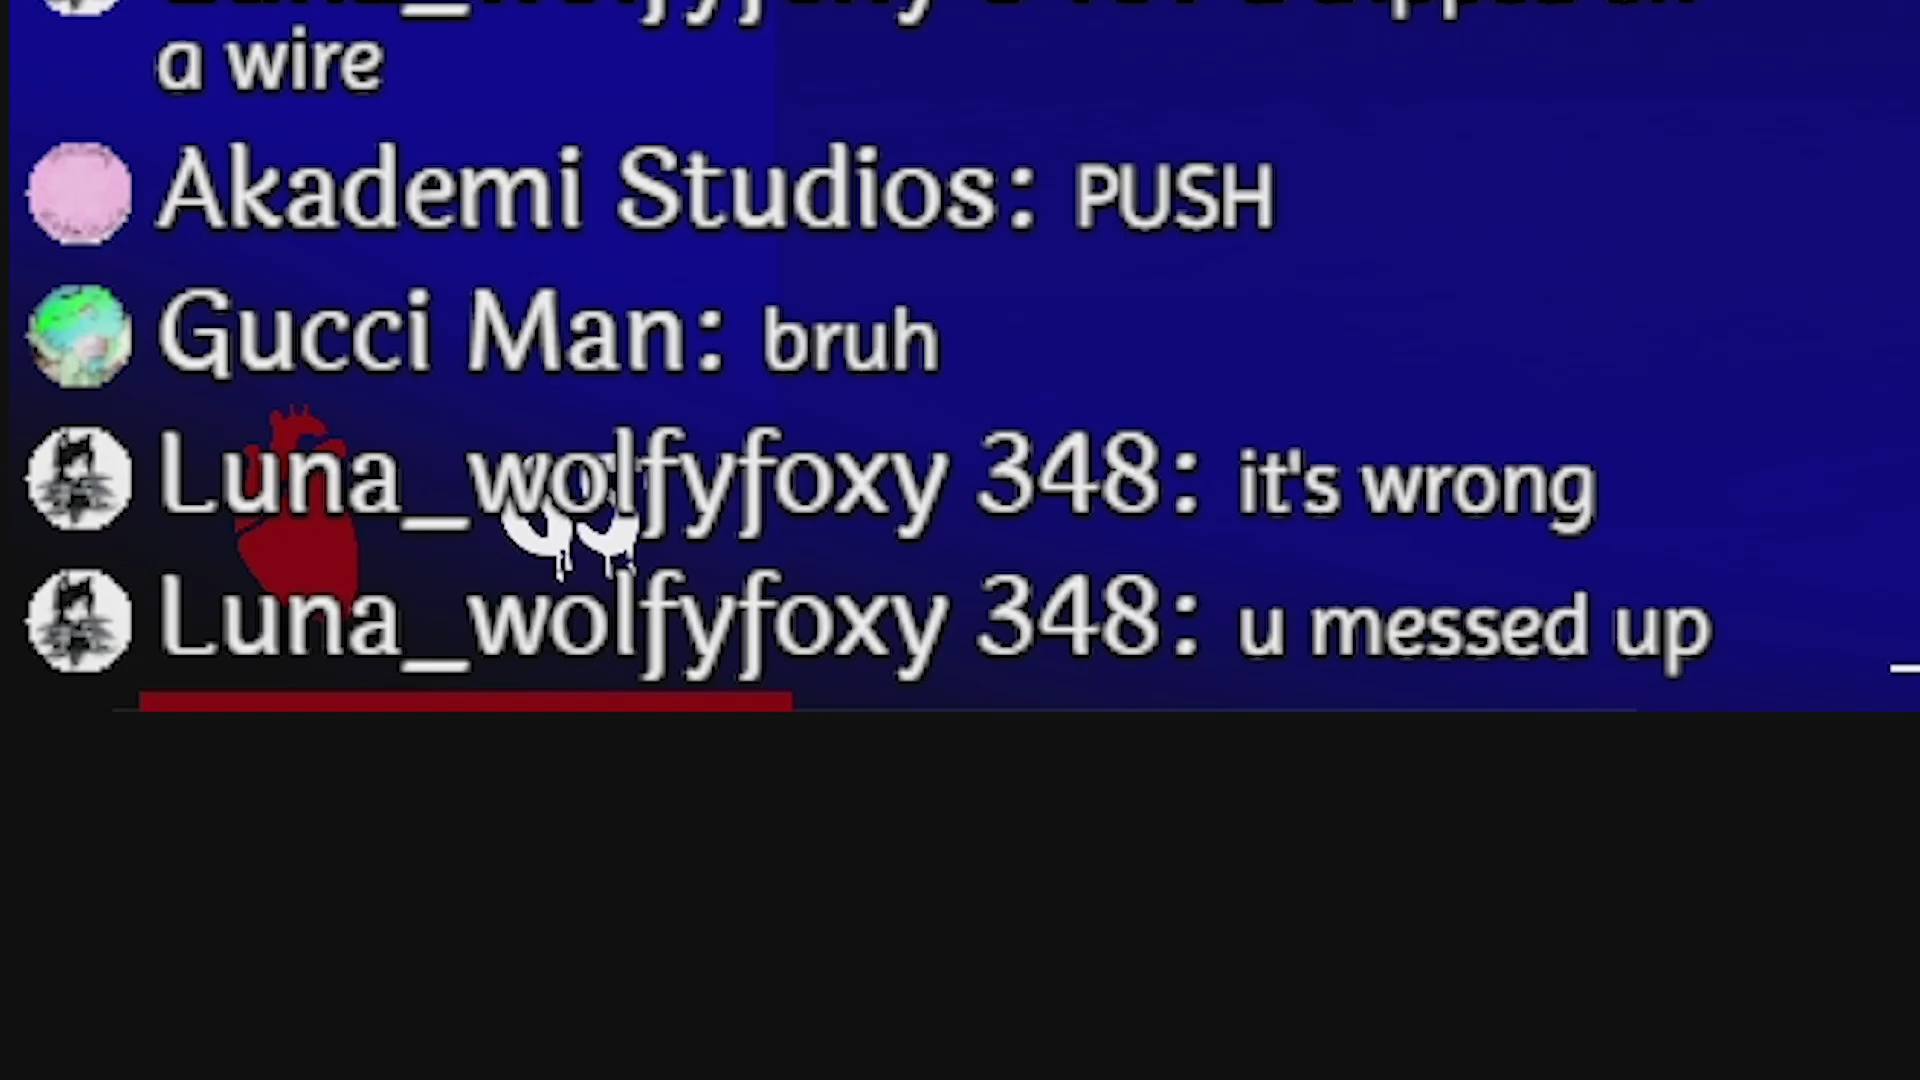 a wire
Akademi Studios: PUSH
Gucci Man: bruh
Luna_wolfyfoxy 348: it's wrong
Luna_wolfyfoxy 348: u messed up